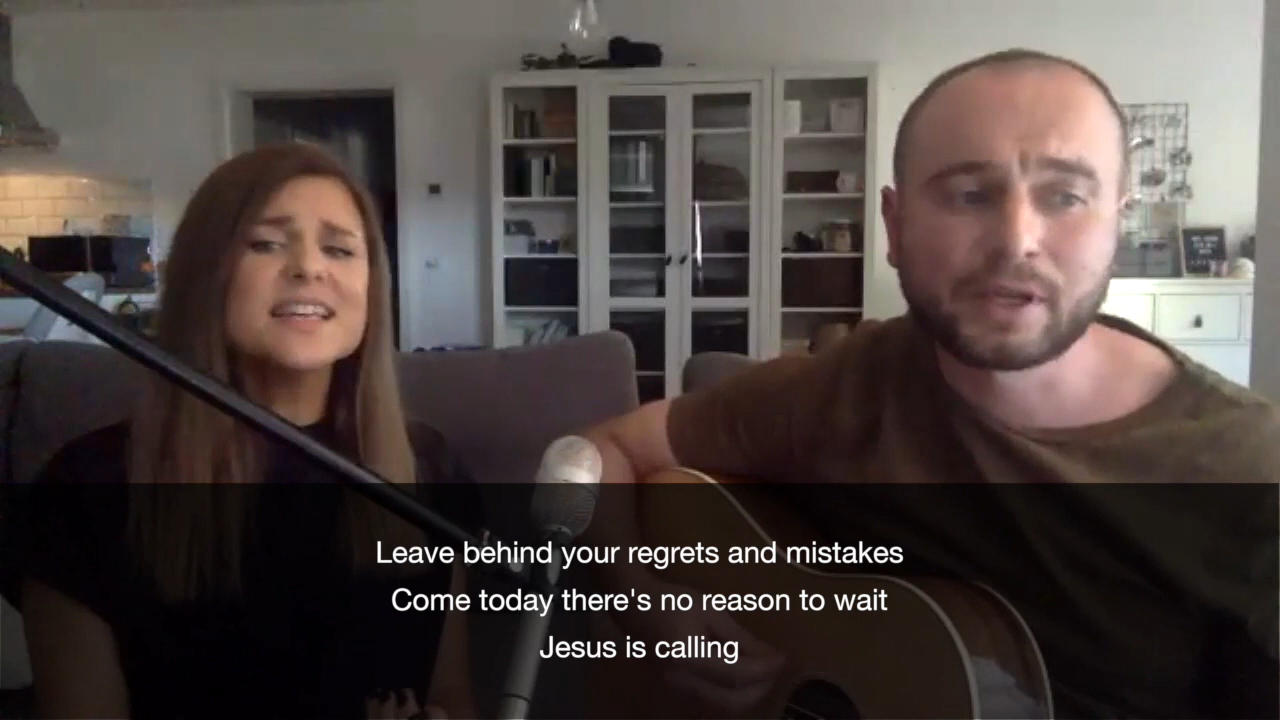 Leave behind your regrets and mistakes
Come today there's no reason to wait
Jesus is calling